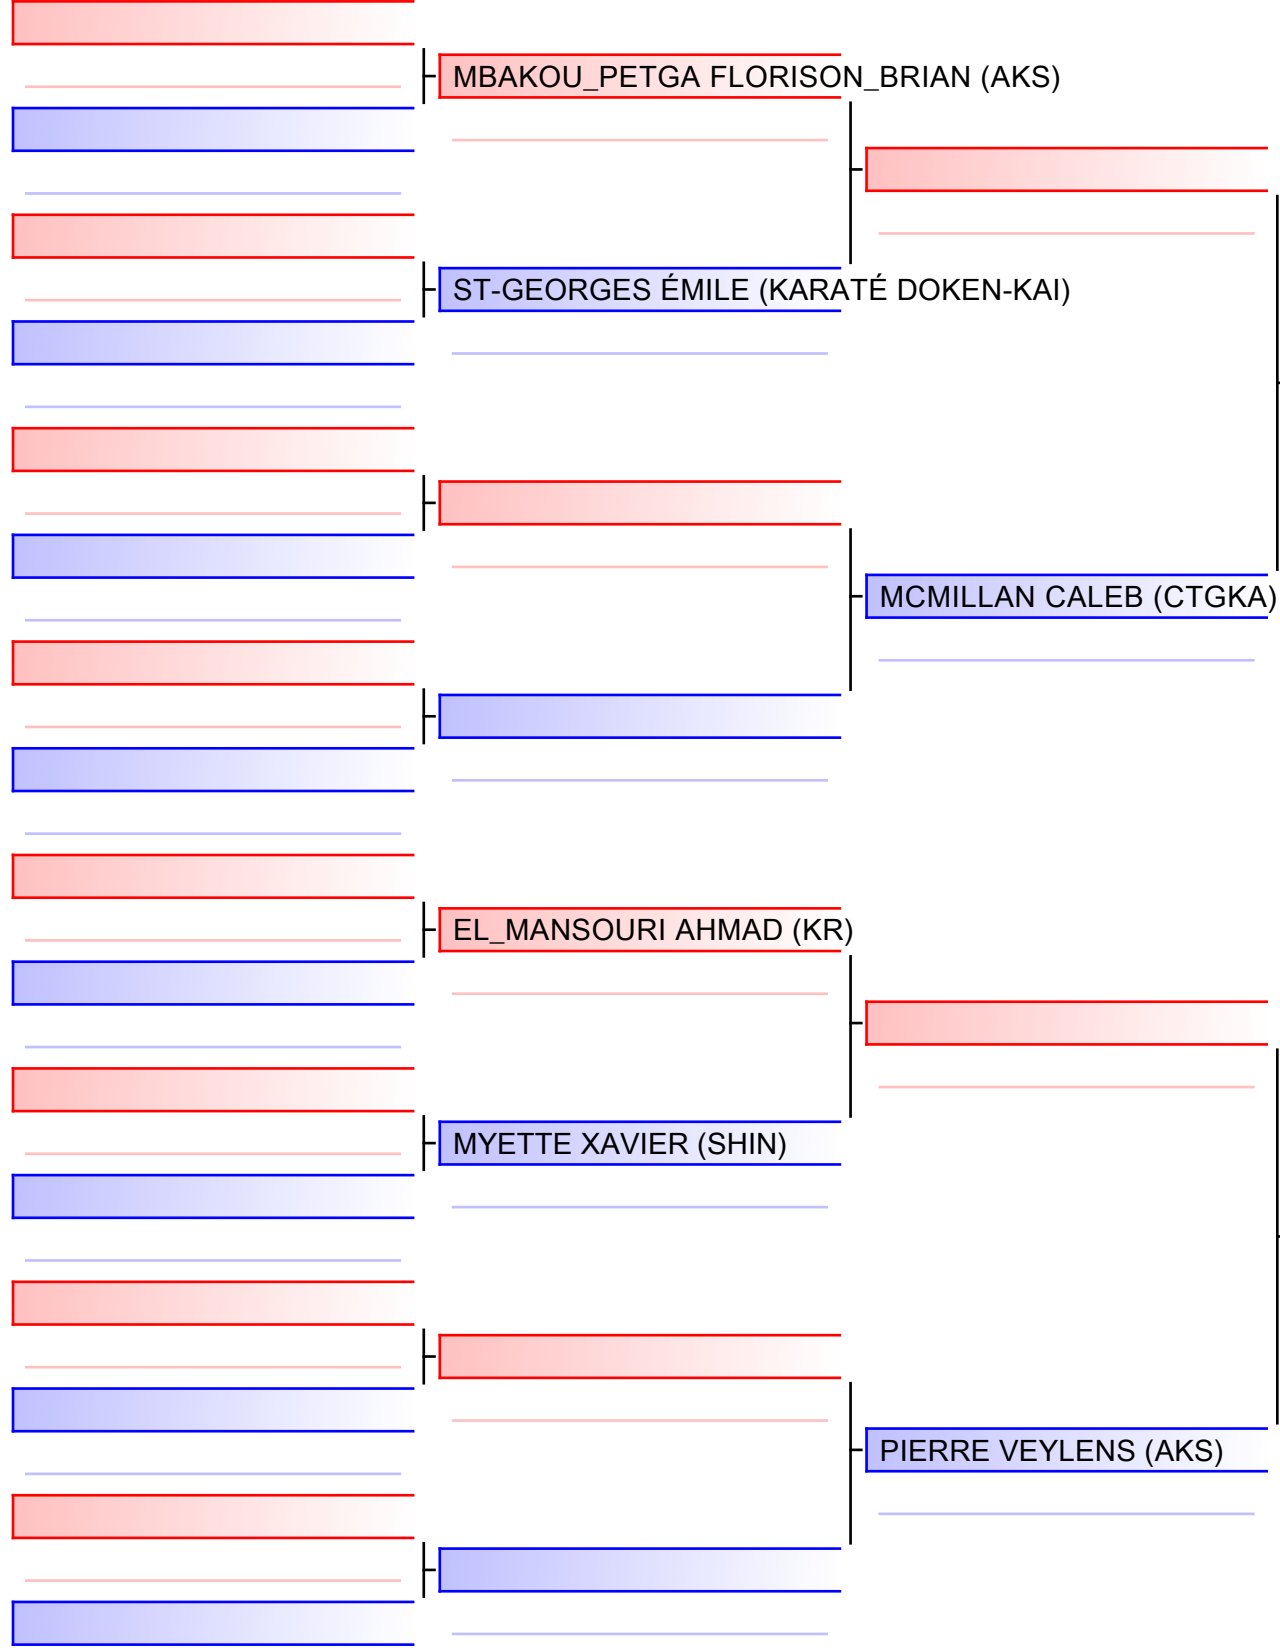 MBAKOU_PETGA FLORISON_BRIAN (AKS)
ST-GEORGES ÉMILE (KARATÉ DOKEN-KAI)
MCMILLAN CALEB (CTGKA)
EL_MANSOURI AHMAD (KR)
MYETTE XAVIER (SHIN)
PIERRE VEYLENS (AKS)